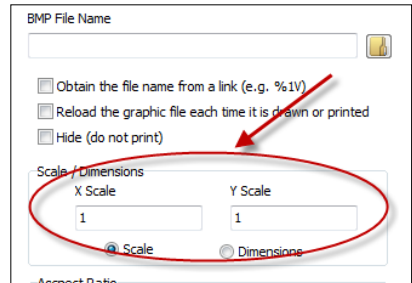 BMP File Name
Obtain the file name from a link (e.g. %1V)
Reload the graphic file each time it is drawn or printed
Hide (do not print)
Scale / Dimensions
X Scale Y Scale
1 1
Scale Dimensions
Acspect Ratio